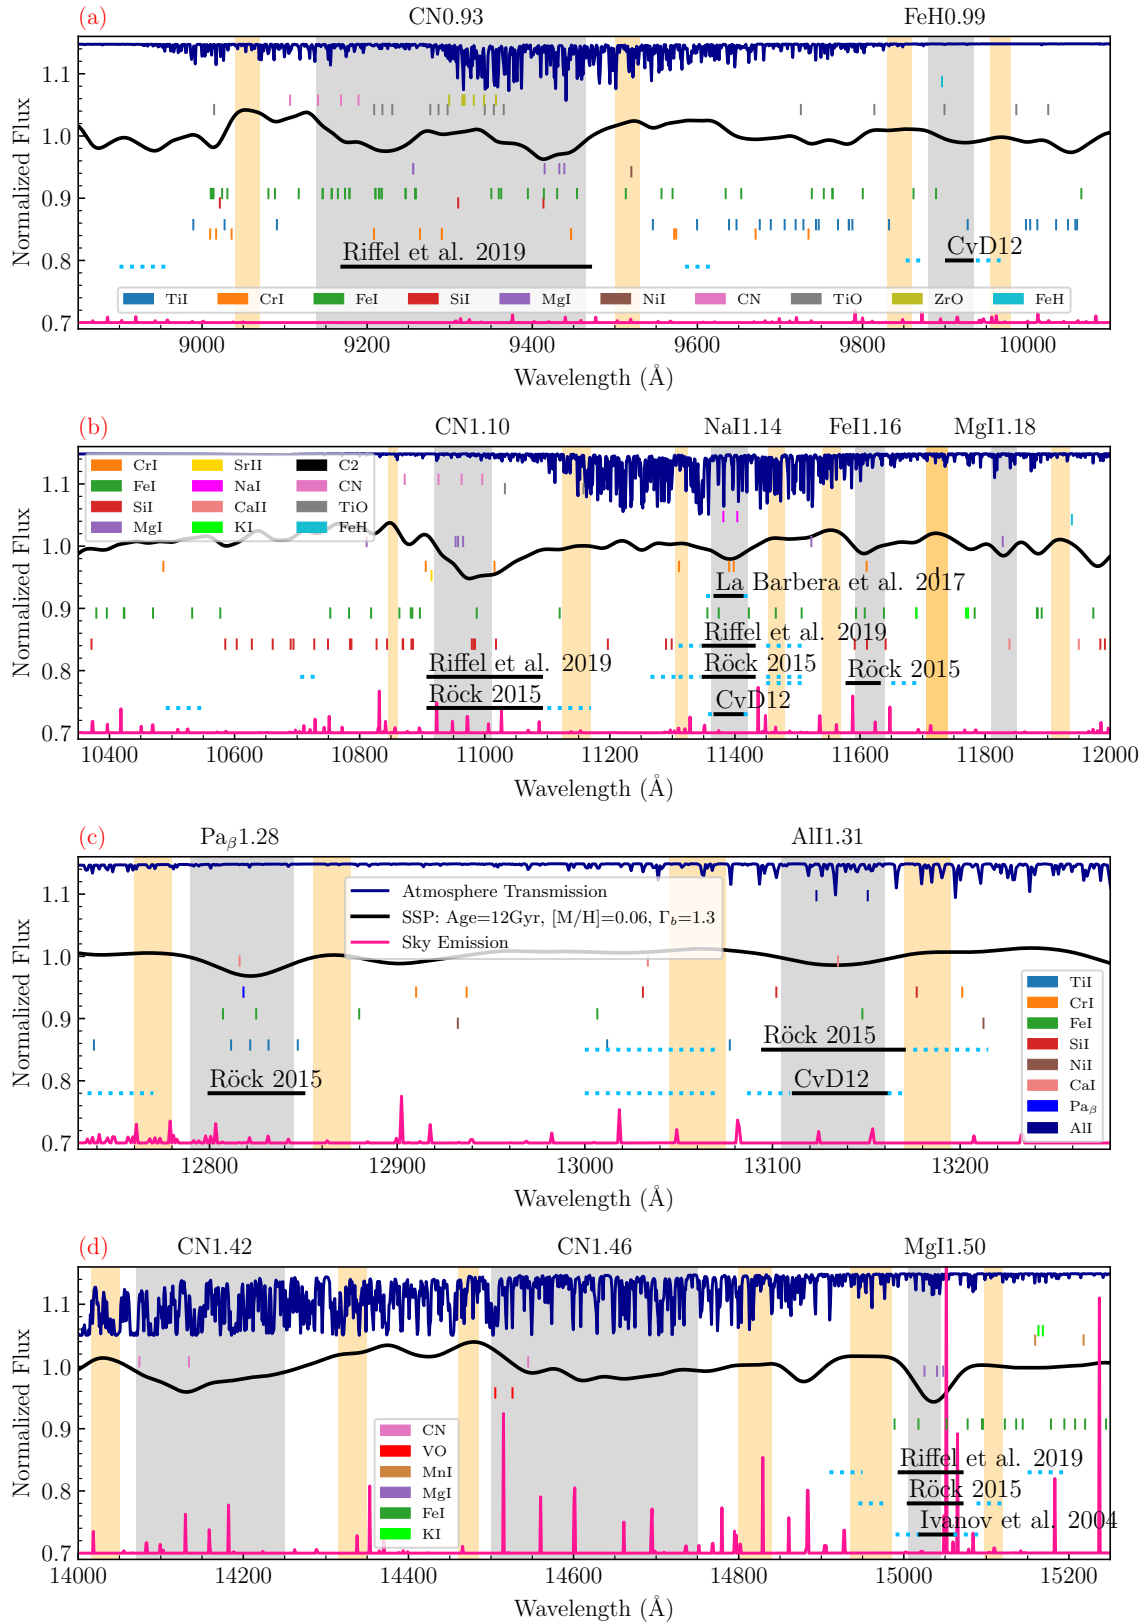 (a) CN0.93 FeH0.99
Normalized Flux
1.1
1.0
0.9
0.8
0.7
Riffel et al. 2019
CvD12
TiI CrI FeI SiI MgI NiI CN TiO ZrO FeH
9000 9200 9400 9600 9800 10000
Wavelength (Å)
(b) CN1.10 NaI1.14 FeI1.16 MgI1.18
Normalized Flux
1.1
1.0
0.9
0.8
0.7
CrI SrII C2
FeI NaI CN
SiI CaII TiO
MgI KI FeH
La Barbera et al. 2017
Riffel et al. 2019
Riffel et al. 2019
Röck 2015
Röck 2015
Röck 2015
CvD12
10400 10600 10800 11000 11200 11400 11600 11800 12000
Wavelength (Å)
(c) Paβ1.28 AlI1.31
Normalized Flux
1.1
1.0
0.9
0.8
0.7
Atmosphere Transmission
SSP: Age=12Gyr, [M/H]=0.06, Γb=1.3
Sky Emission
TiI
CrI
FeI
SiI
NiI
CaI
Paβ
AlI
Röck 2015
Röck 2015
CvD12
12800 12900 13000 13100 13200
Wavelength (Å)
(d) CN1.42 CN1.46 MgI1.50
Normalized Flux
1.1
1.0
0.9
0.8
0.7
CN
VO
MnI
MgI
FeI
KI
Riffel et al. 2019
Röck 2015
Ivanov et al. 2004
14000 14200 14400 14600 14800 15000 15200
Wavelength (Å)